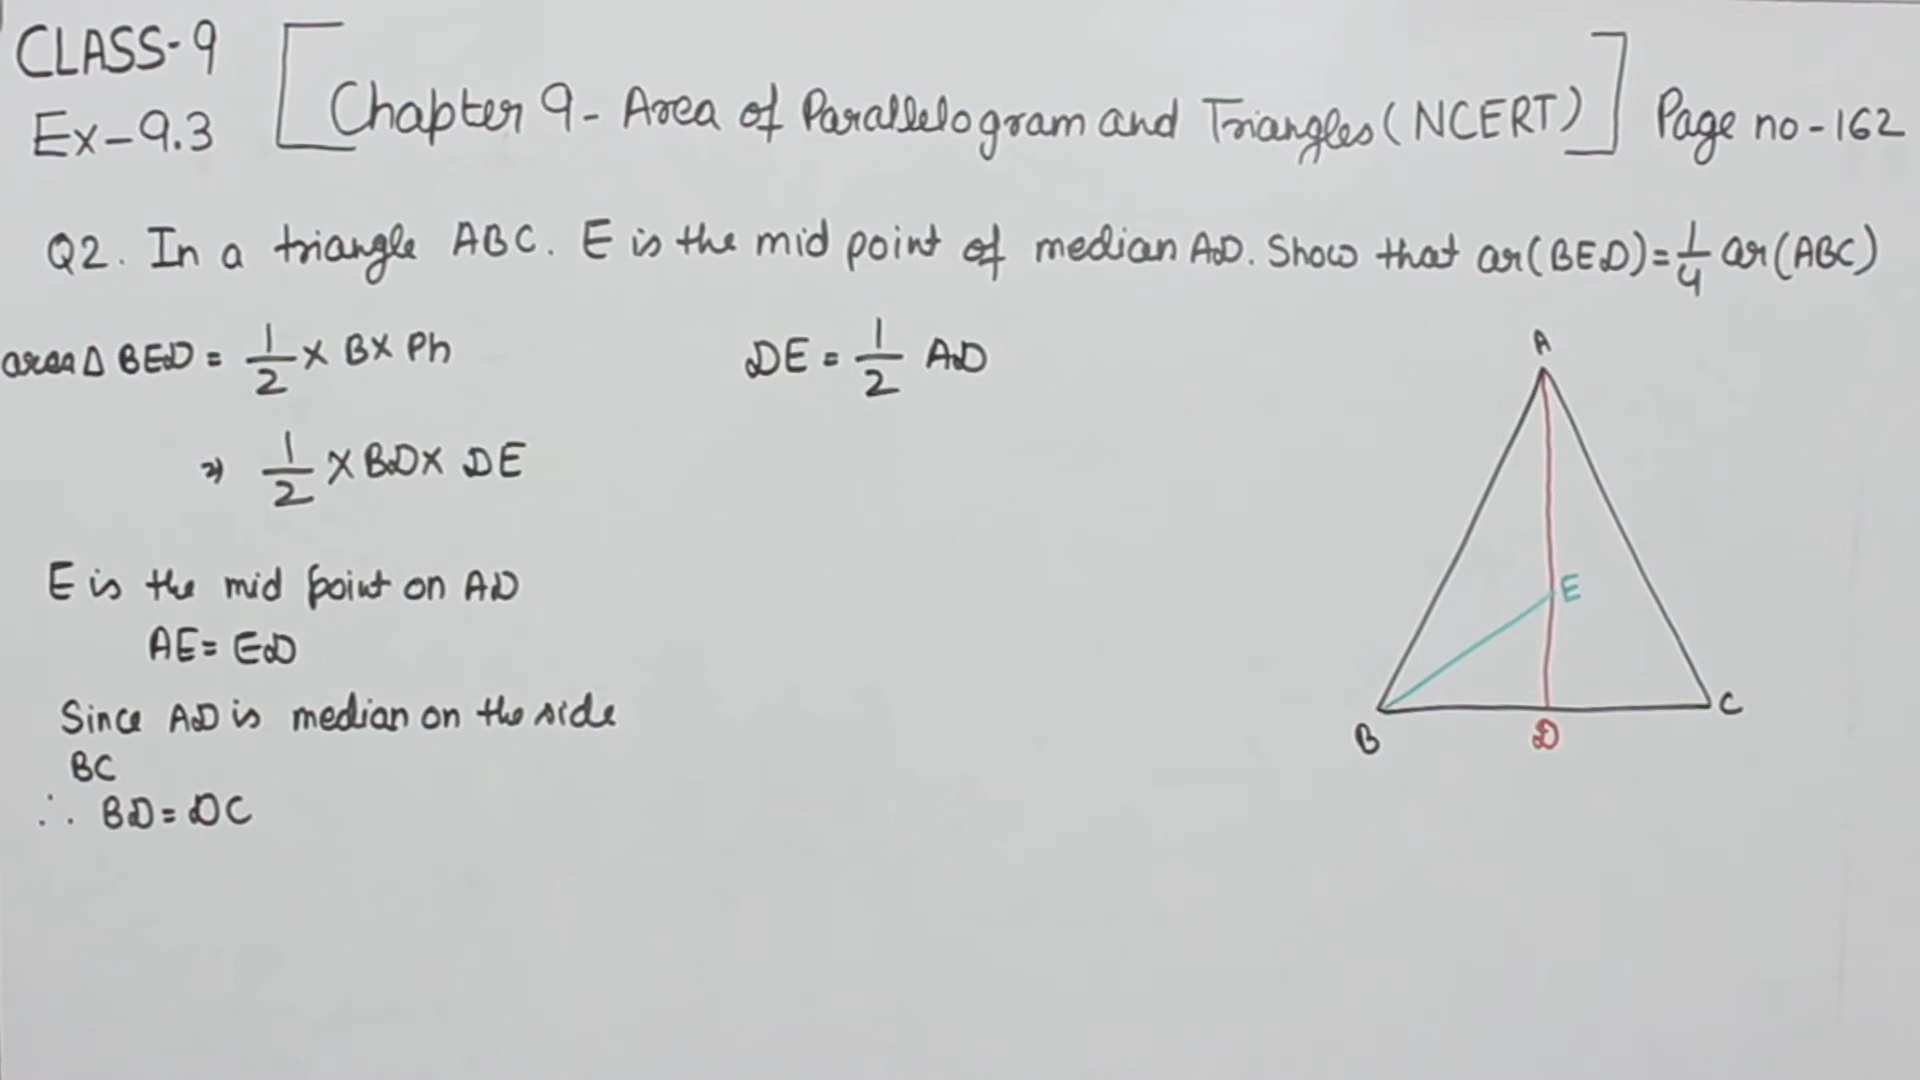 CLASS-9
Ex-9.3 [Chapter 9 - Area of Parallelogram and Triangles (NCERT)] Page no - 162
Q2. In a triangle ABC. E is the mid point of median AD. Show that ar(BED) = 1/4 ar(ABC)
area Δ BED = 1/2 × B × Ph
⇒ 1/2 × BD × DE
E is the mid point on AD
AE = ED
Since AD is median on the side
BC
∴ BD = DC
DE = 1/2 AD
A
E
B
D
C